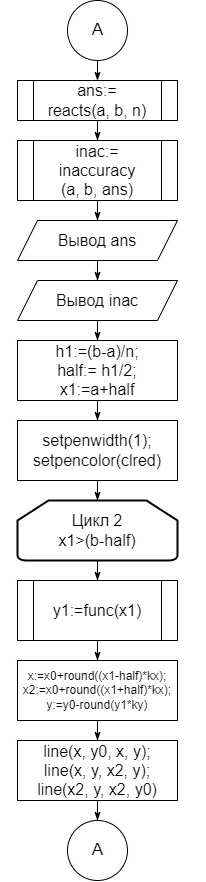 A
ans:=
reacts(a, b, n)
inac:=
inaccuracy
(a, b, ans)
Вывод ans
Вывод inac
h1:=(b-a)/n;
half:= h1/2;
x1:=a+half
setpenwidth(1);
setpencolor(clred)
Цикл 2
x1>(b-half)
y1:=func(x1)
x:=x0+round((x1-half)*kx);
x2:=x0+round((x1+half)*kx);
y:=y0-round(y1*ky)
line(x, y0, x, y);
line(x, y, x2, y);
line(x2, y, x2, y0)
A